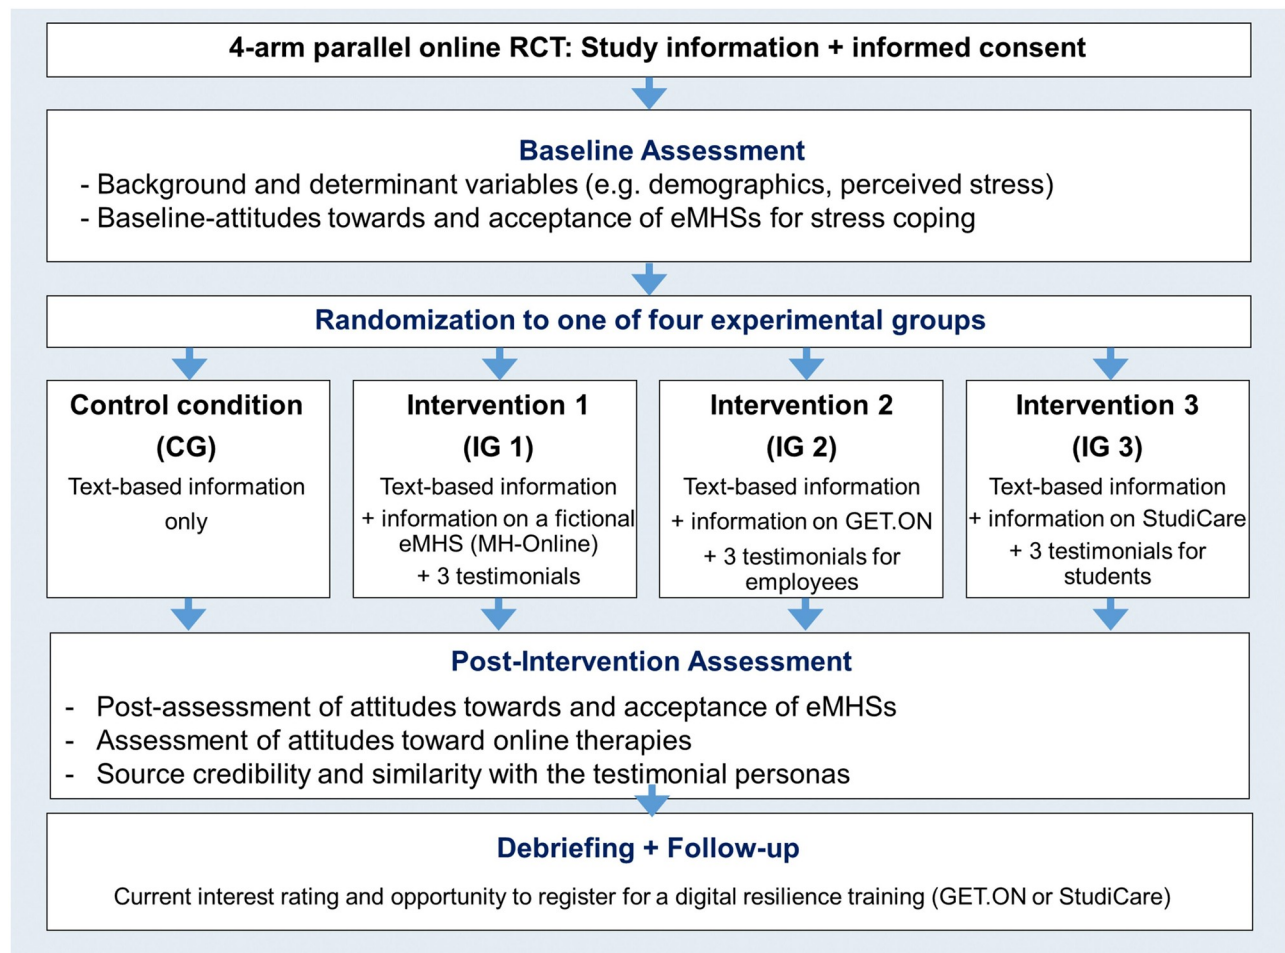 4-arm parallel online RCT: Study information + informed consent
Baseline Assessment
- Background and determinant variables (e.g. demographics, perceived stress)
- Baseline-attitudes towards and acceptance of eMHSs for stress coping
Randomization to one of four experimental groups
Control condition
(CG)
Text-based information
only
Intervention 1
(IG 1)
Text-based information
+ information on a fictional
eMHS (MH-Online)
+ 3 testimonials
Intervention 2
(IG 2)
Text-based information
+ information on GET.ON
+ 3 testimonials for
employees
Intervention 3
(IG 3)
Text-based information
+ information on StudiCare
+ 3 testimonials for
students
Post-Intervention Assessment
- Post-assessment of attitudes towards and acceptance of eMHSs
- Assessment of attitudes toward online therapies
- Source credibility and similarity with the testimonial personas
Debriefing + Follow-up
Current interest rating and opportunity to register for a digital resilience training (GET.ON or StudiCare)